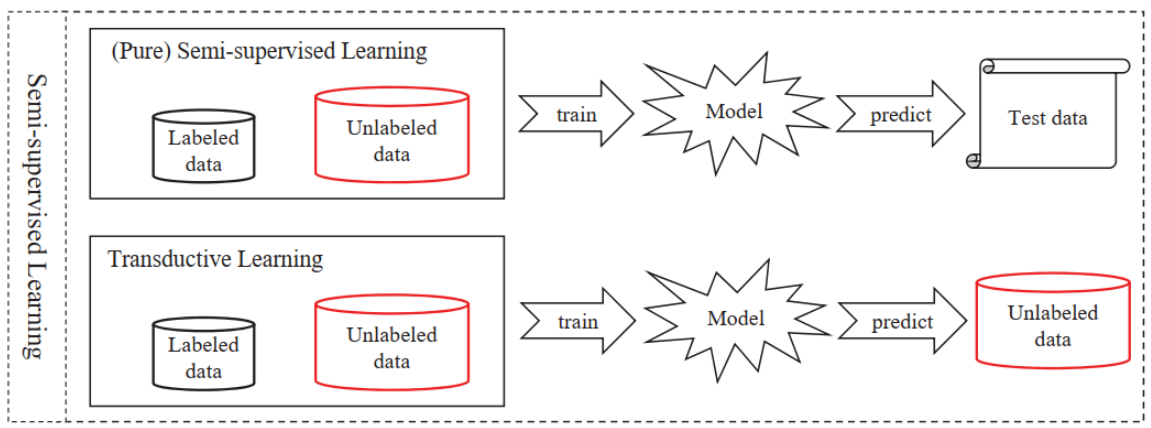 Semi-supervised Learning
(Pure) Semi-supervised Learning
Labeled
data
Unlabeled
data
train
Model
predict
Test data
Transductive Learning
Labeled
data
Unlabeled
data
train
Model
predict
Unlabeled
data